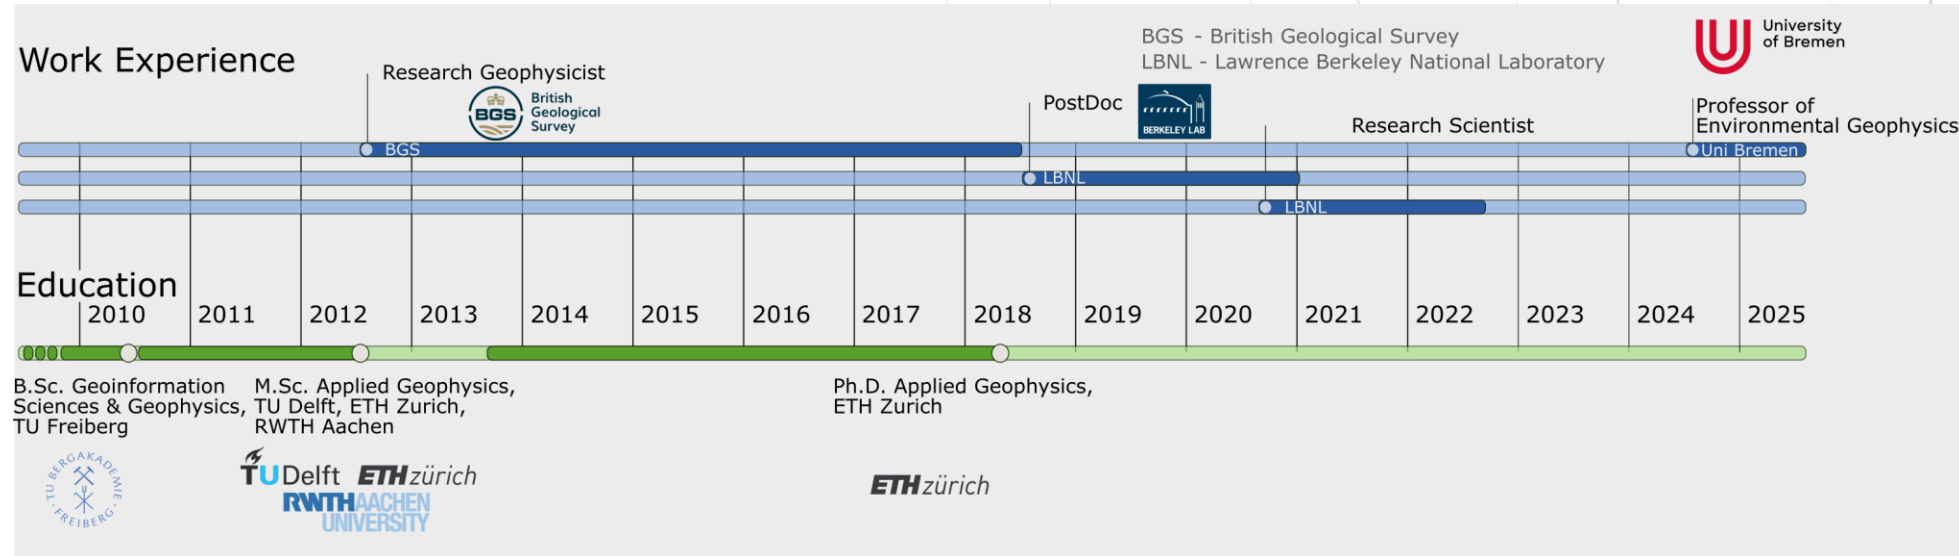 Work Experience
Research Geophysicist
BGS
British
Geological
Survey
BGS - British Geological Survey
LBNL - Lawrence Berkeley National Laboratory
PostDoc
BERKELEY LAB
Research Scientist
University
of Bremen
Professor of
Environmental Geophysics
BGS
Uni Bremen
LBNL
LBNL
Education
2010 2011 2012 2013 2014 2015 2016 2017 2018 2019 2020 2021 2022 2023 2024 2025
B.Sc. Geoinformation
Sciences & Geophysics,
TU Freiberg
M.Sc. Applied Geophysics,
TU Delft, ETH Zurich,
RWTH Aachen
Ph.D. Applied Geophysics,
ETH Zurich
TU BERGAKADEMIE FREIBERG
TUDelft
ETH zürich
RWTHAACHEN
UNIVERSITY
ETH zürich